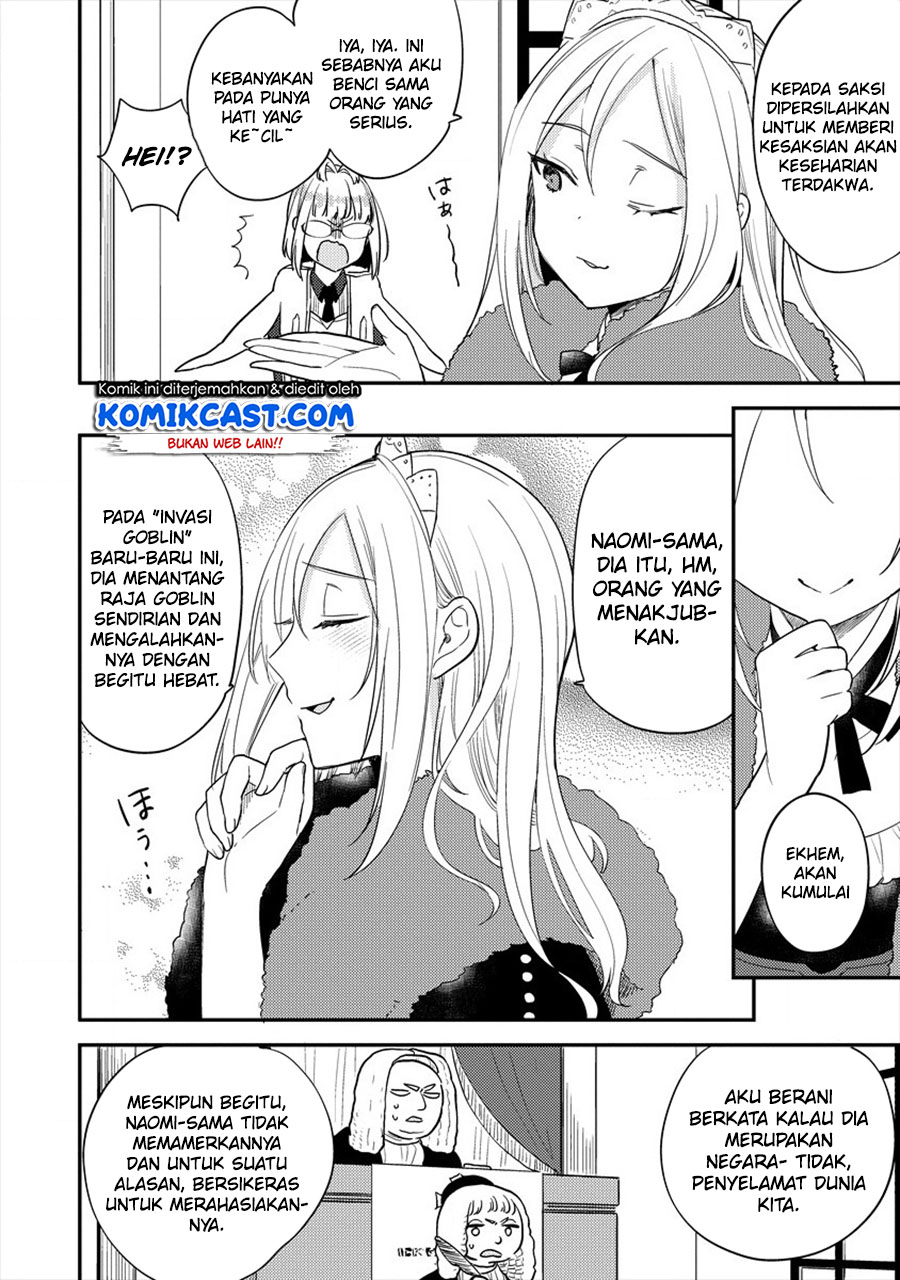 KEPADA SAKSI
DIPERSILAHKAN
UNTUK MEMBERI
KESAKSIAN AKAN
KESEHARIAN
TERDAKWA.
IYA, IYA. INI
SEBABNYA AKU
BENCI SAMA
ORANG YANG
SERIUS.
KEBANYAKAN
PADA PUNYA
HATI YANG
KE~CIL~
HEI!?
はぁー
Komik ini diterjemahkan & diedit oleh
KOMIKCAST.COM
BUKAN WEB LAIN!!
EKHEM,
AKAN
KUMULAI
NAOMI-SAMA,
DIA ITU, HM,
ORANG YANG
MENAKJUB-
KAN.
PADA "INVASI
GOBLIN"
BARU-BARU INI,
DIA MENANTANG
RAJA GOBLIN
SENDIRIAN DAN
MENGALAHKAN-
NYA DENGAN
BEGITU HEBAT.
ほぅ...
AKU BERANI
BERKATA KALAU DIA
MERUPAKAN
NEGARA- TIDAK,
PENYELAMAT DUNIA
KITA.
MESKIPUN BEGITU,
NAOMI-SAMA TIDAK
MEMAMERKANNYA
DAN UNTUK SUATU
ALASAN, BERSIKERAS
UNTUK MERAHASIAKAN-
NYA.